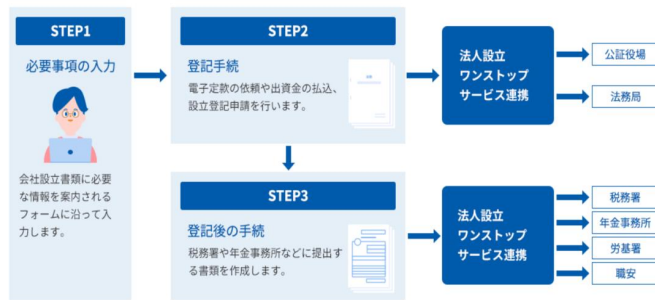 STEP1
必要事項の入力
会社設立書類に必要
な情報を案内される
フォームに沿って入
力します。
STEP2
登記手続
電子定款の依頼や出資金の払込、
設立登記申請を行います。
法人設立
ワンストップ
サービス連携
公証役場
法務局
STEP3
登記後の手続
税務署や年金事務所などに提出す
る書類を作成します。
法人設立
ワンストップ
サービス連携
税務署
年金事務所
労基署
職安